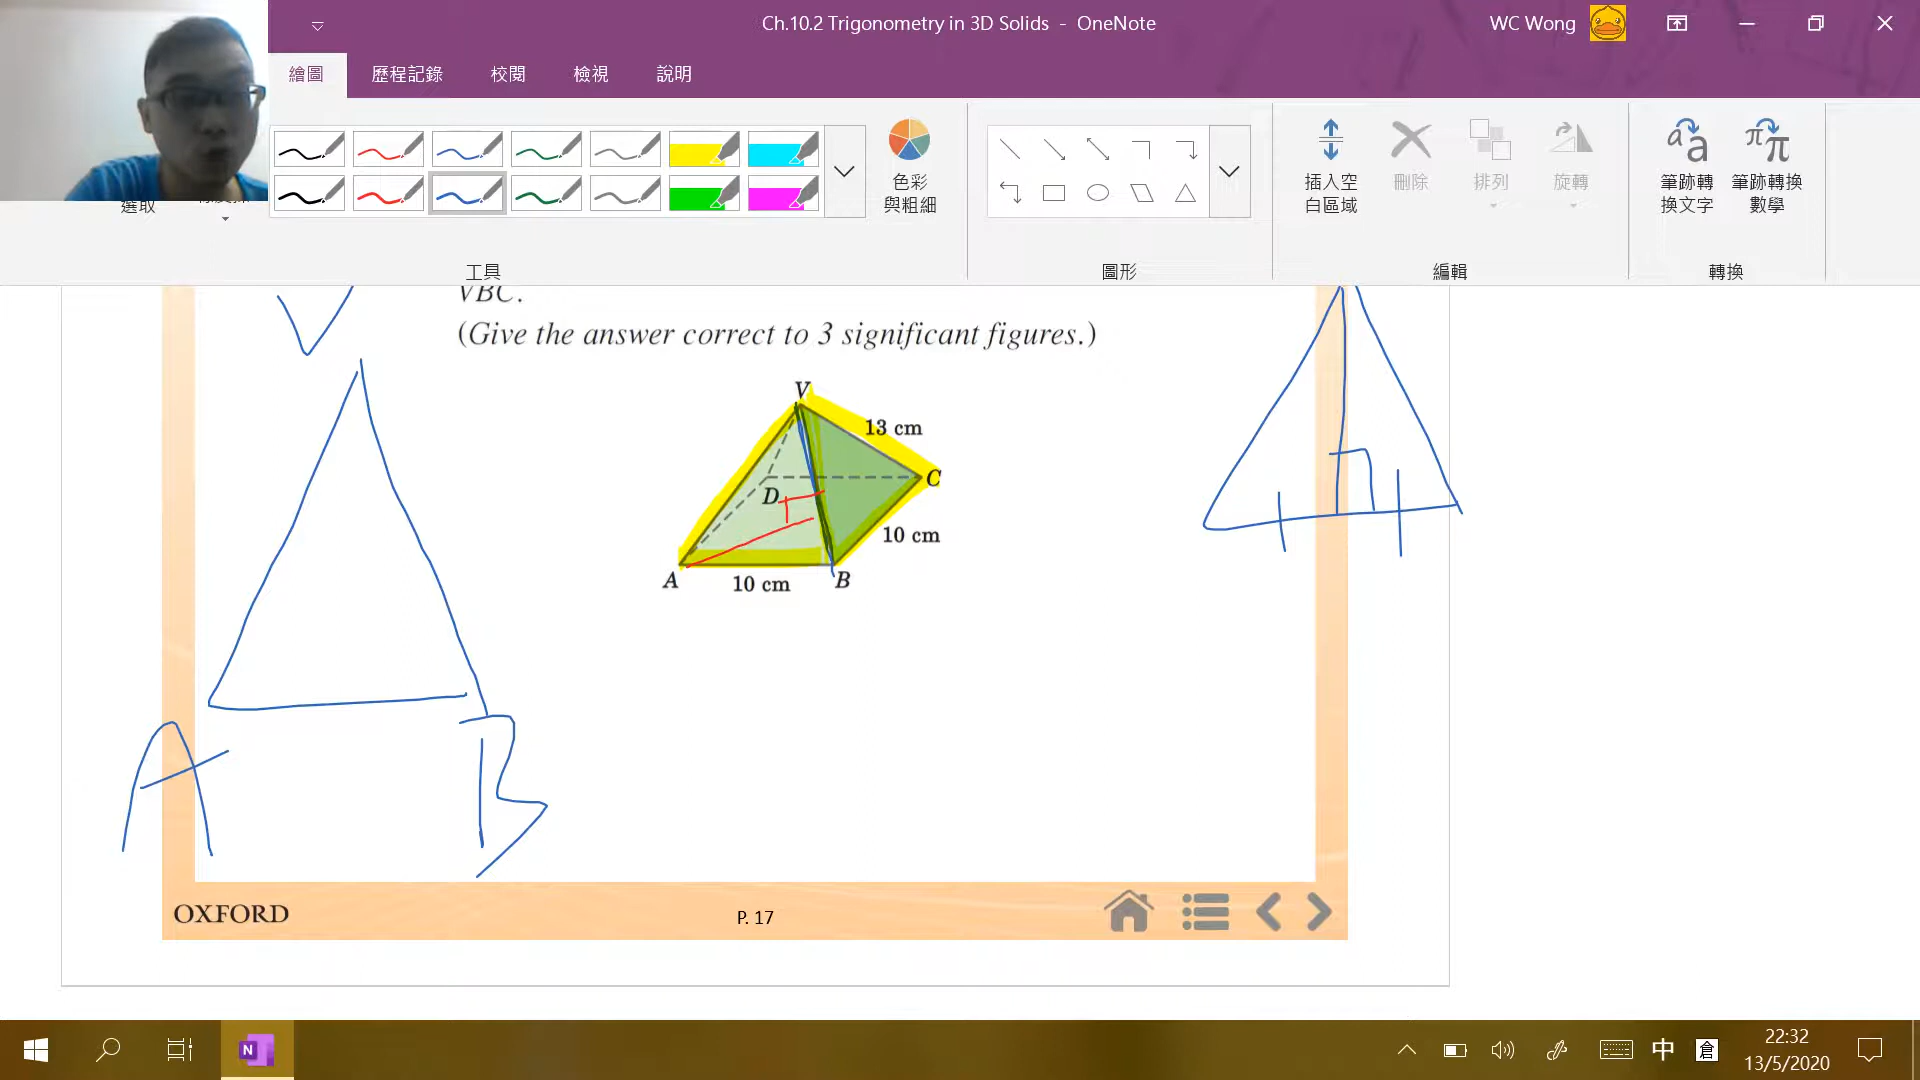 Ch.10.2 Trigonometry in 3D Solids - OneNote
WC Wong
繪圖 歷程記錄 校閱 檢視 說明
選取
色彩
與粗細
插入空
白區域
刪除
排列
旋轉
筆跡轉
換文字
筆跡轉換
數學
工具
圖形
編輯
轉換
VBC.
(Give the answer correct to 3 significant figures.)
V
13 cm
C
D
10 cm
A
10 cm
B
V
A
B
OXFORD
P. 17
N
中
倉
22:32
13/5/2020